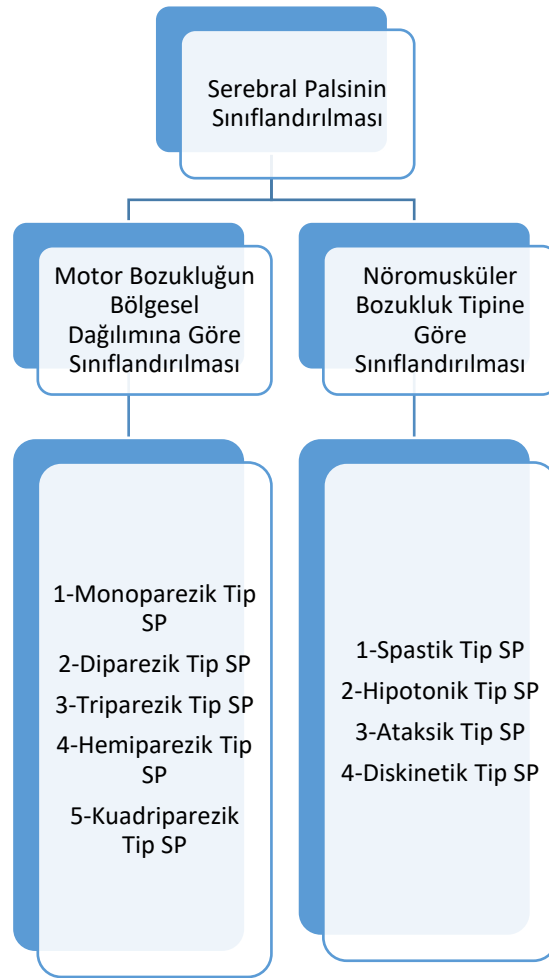 Serebral Palsinin
Sınıflandırılması
Motor Bozukluğun
Bölgesel
Dağılımına Göre
Sınıflandırılması
Nöromusküler
Bozukluk Tipine
Göre
Sınıflandırılması
1-Monoparezik Tip
SP
2-Diparezik Tip SP
3-Triparezik Tip SP
4-Hemiparezik Tip
SP
5-Kuadriparezik
Tip SP
1-Spastik Tip SP
2-Hipotonik Tip SP
3-Ataksik Tip SP
4-Diskinetik Tip SP